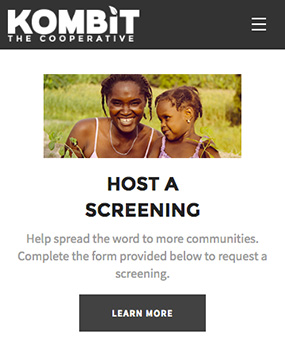 KOMBiT
THE COOPERATIVE
HOST A
SCREENING
Help spread the word to more communities.
Complete the form provided below to request a
screening.
LEARN MORE